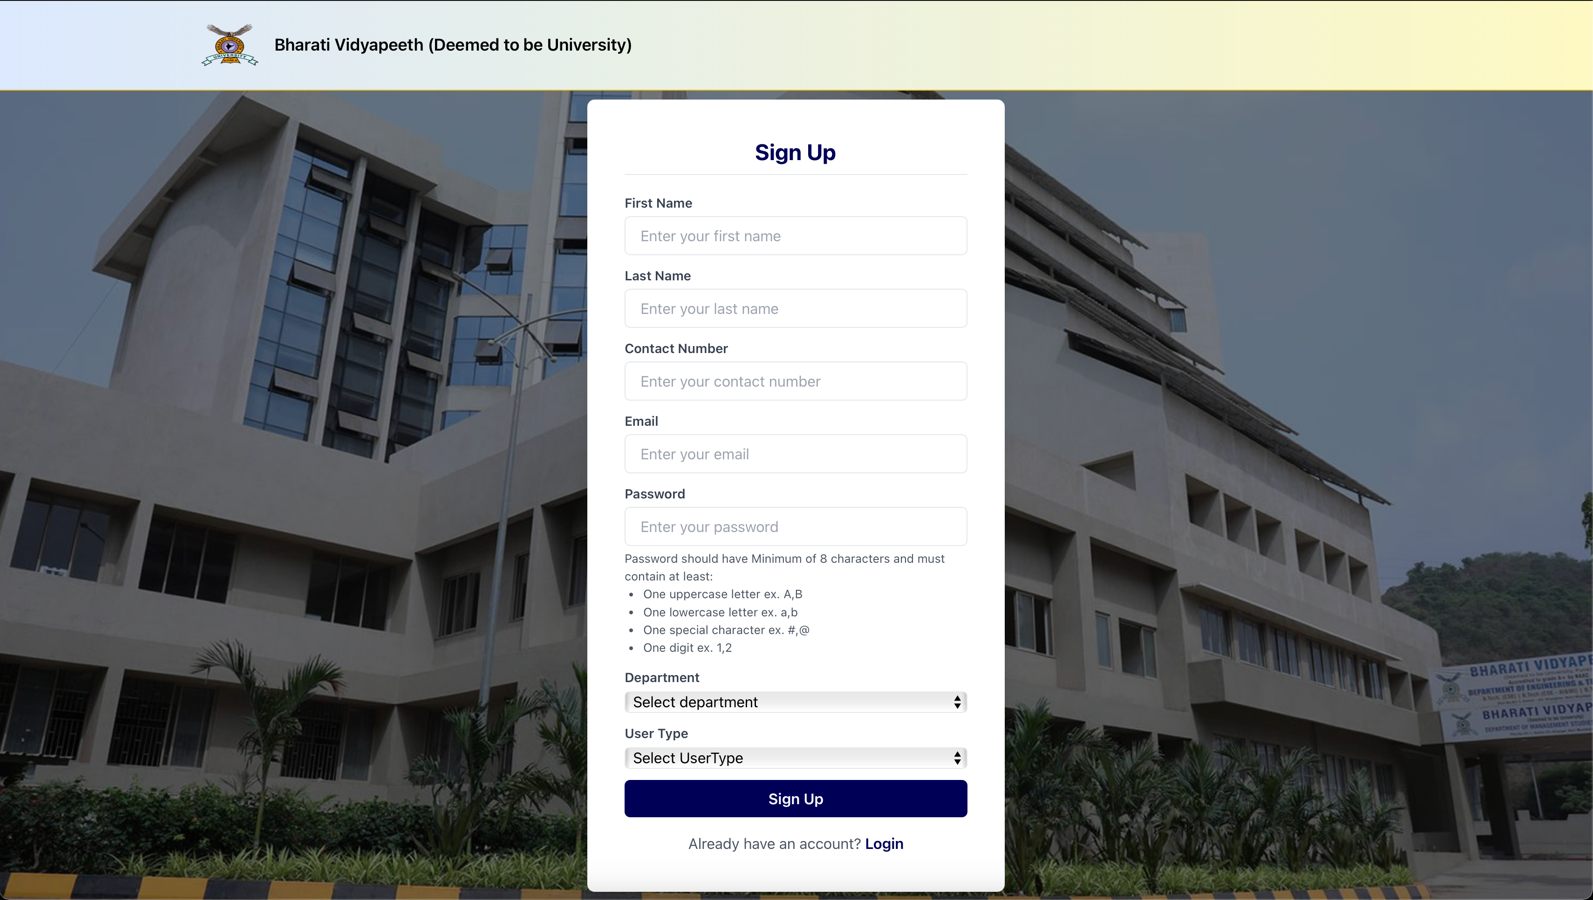 UNIVERSITY
Bharati Vidyapeeth (Deemed to be University)
Sign Up
First Name
Enter your first name
Last Name
Enter your last name
Contact Number
Enter your contact number
Email
Enter your email
Password
Enter your password
Password should have Minimum of 8 characters and must
contain at least:
• One uppercase letter ex. A,B
• One lowercase letter ex. a,b
• One special character ex. #,@
• One digit ex. 1,2
Department
Select department
User Type
Select UserType
Sign Up
Already have an account? Login
BHARATI VIDYAPE
DEPARTMENT OF ENGINEERING & T
BHARATI VIDYAP
DEPARTMENT OF MANAGEMENT STUDIES